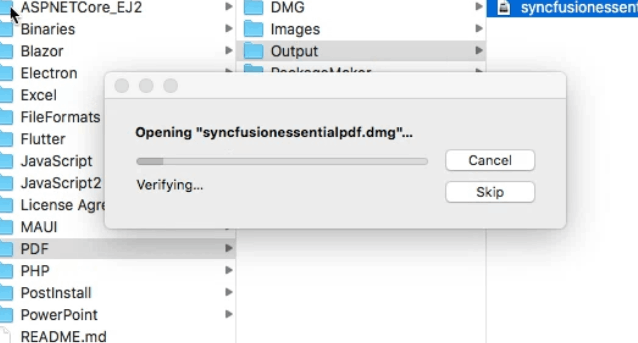 ASPNETCore_EJ2
Binaries
Blazor
Electron
Excel
FileFormats
Flutter
JavaScript
JavaScript2
License Agre
MAUI
PDF
PHP
PostInstall
PowerPoint
README.md
DMG
Images
Output
PackageMaker
syncfusionessent
Opening "syncfusionessentialpdf.dmg"...
Verifying...
Cancel
Skip